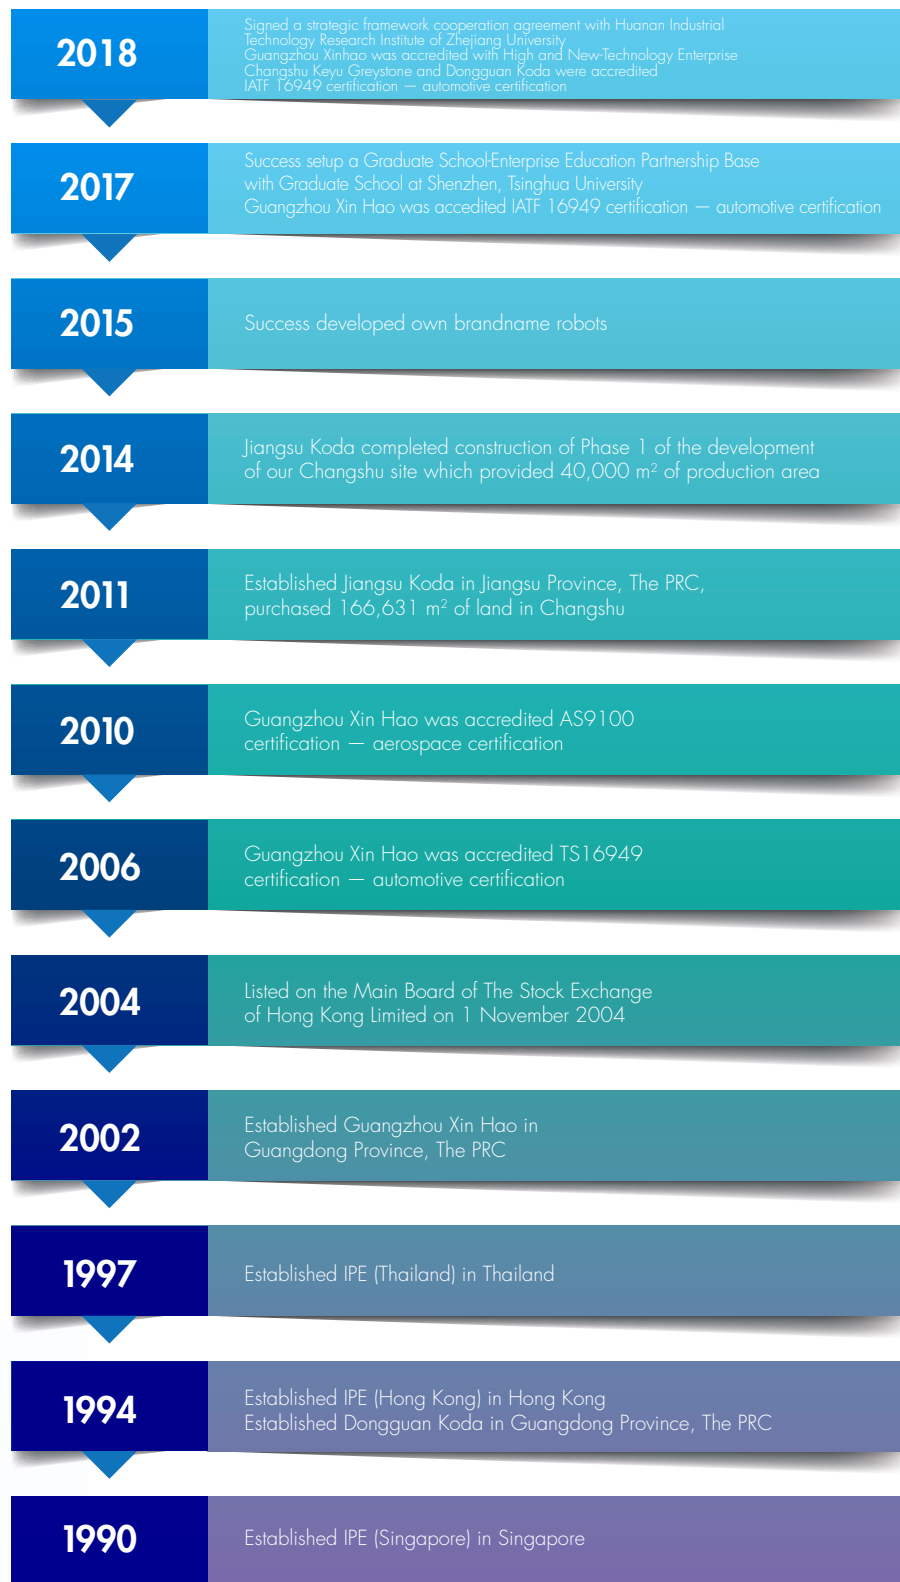 2018
Signed a strategic framework cooperation agreement with Huanan Industrial
Technology Research Institute of Zhejiang University
Guangzhou Xinhao was accredited with High and New-Technology Enterprise
Changshu Keyu Greystone and Dongguan Koda were accredited
IATF 16949 certification — automotive certification
2017
Success setup a Graduate School-Enterprise Education Partnership Base
with Graduate School at Shenzhen, Tsinghua University
Guangzhou Xin Hao was accedited IATF 16949 certification — automotive certification
2015
Success developed own brandname robots
2014
Jiangsu Koda completed construction of Phase 1 of the development
of our Changshu site which provided 40,000 m² of production area
2011
Established Jiangsu Koda in Jiangsu Province, The PRC,
purchased 166,631 m² of land in Changshu
2010
Guangzhou Xin Hao was accredited AS9100
certification — aerospace certification
2006
Guangzhou Xin Hao was accredited TS16949
certification — automotive certification
2004
Listed on the Main Board of The Stock Exchange
of Hong Kong Limited on 1 November 2004
2002
Established Guangzhou Xin Hao in
Guangdong Province, The PRC
1997
Established IPE (Thailand) in Thailand
1994
Established IPE (Hong Kong) in Hong Kong
Established Dongguan Koda in Guangdong Province, The PRC
1990
Established IPE (Singapore) in Singapore